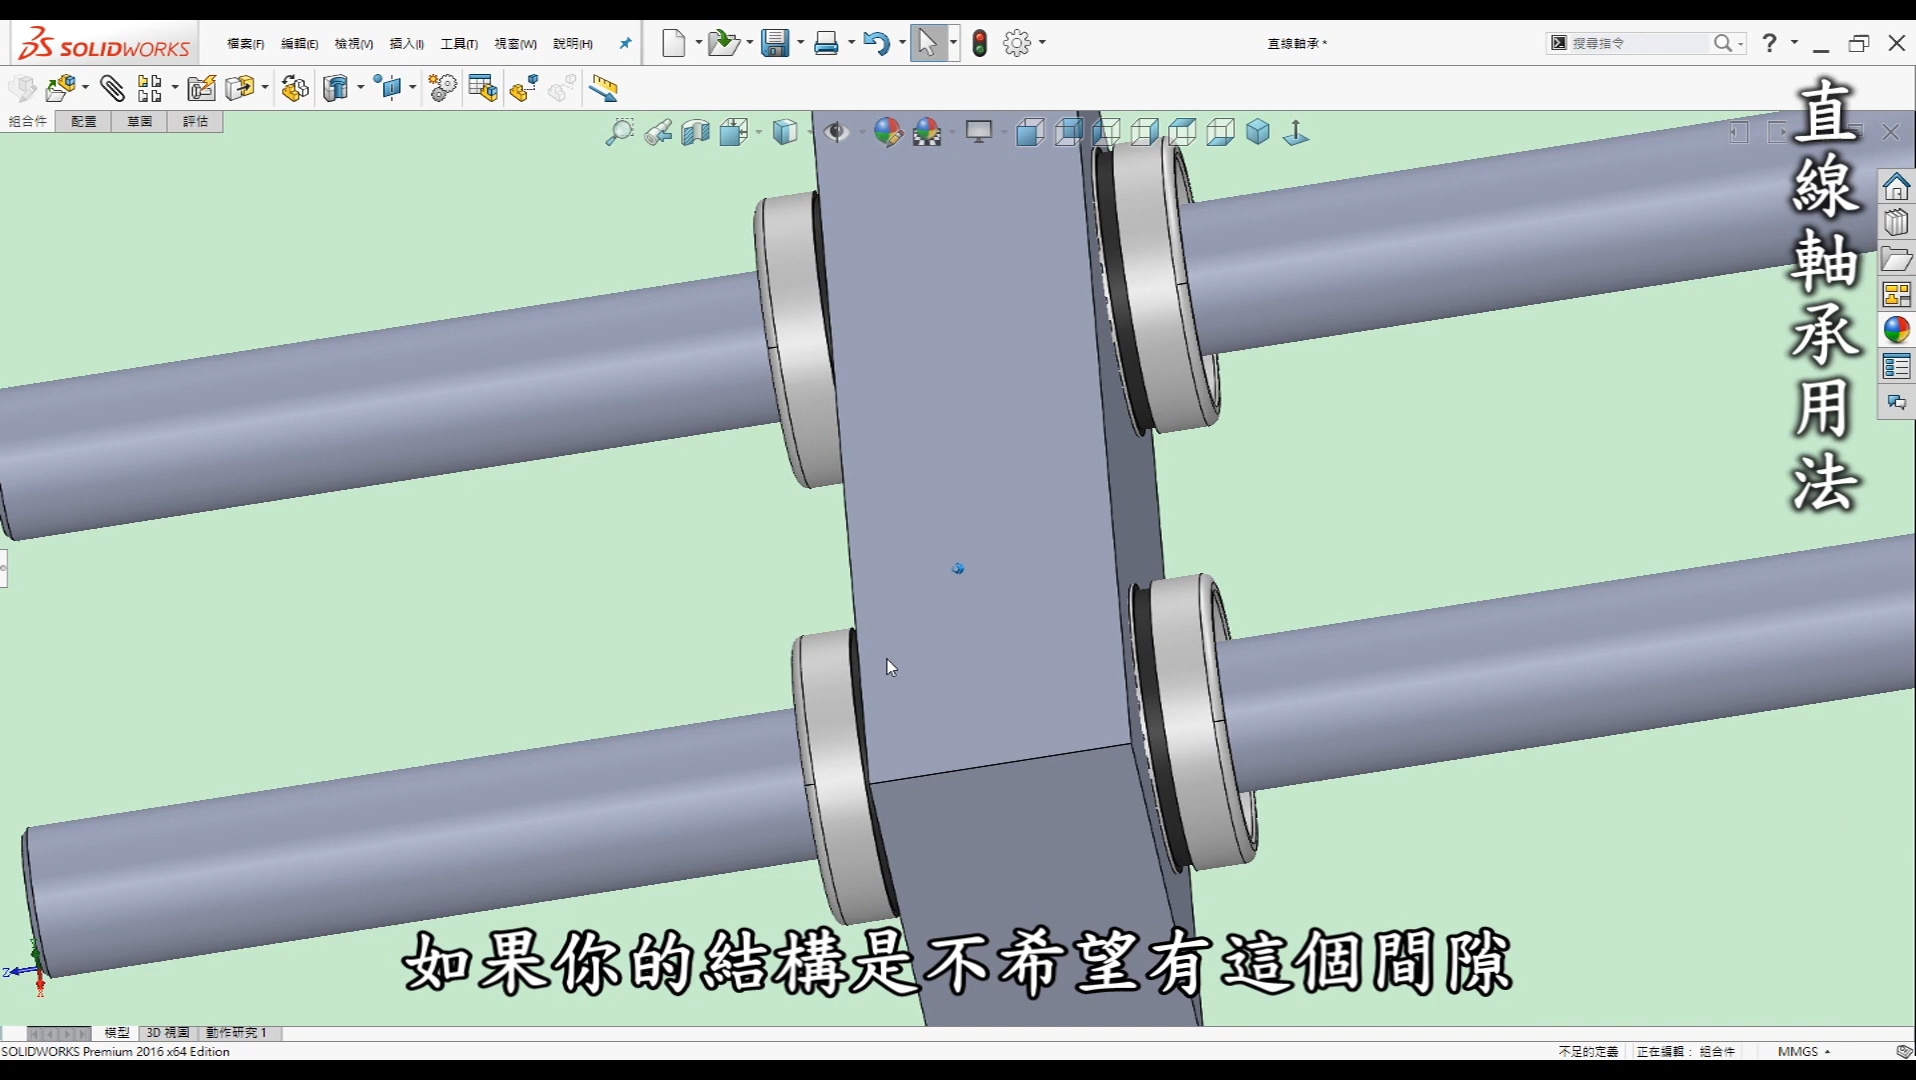 SOLIDWORKS
檔案(F)
編輯(E)
檢視(V)
插入(I)
工具(T)
視窗(W)
說明(H)
直線軸承 *
搜尋指令
?
組合件
配置
草圖
評估
直線軸承用法
如果你的結構是不希望有這個間隙
模型
3D 視圖
動作研究 1
SOLIDWORKS Premium 2016 x64 Edition
不足的定義
正在編輯： 組合件
MMGS